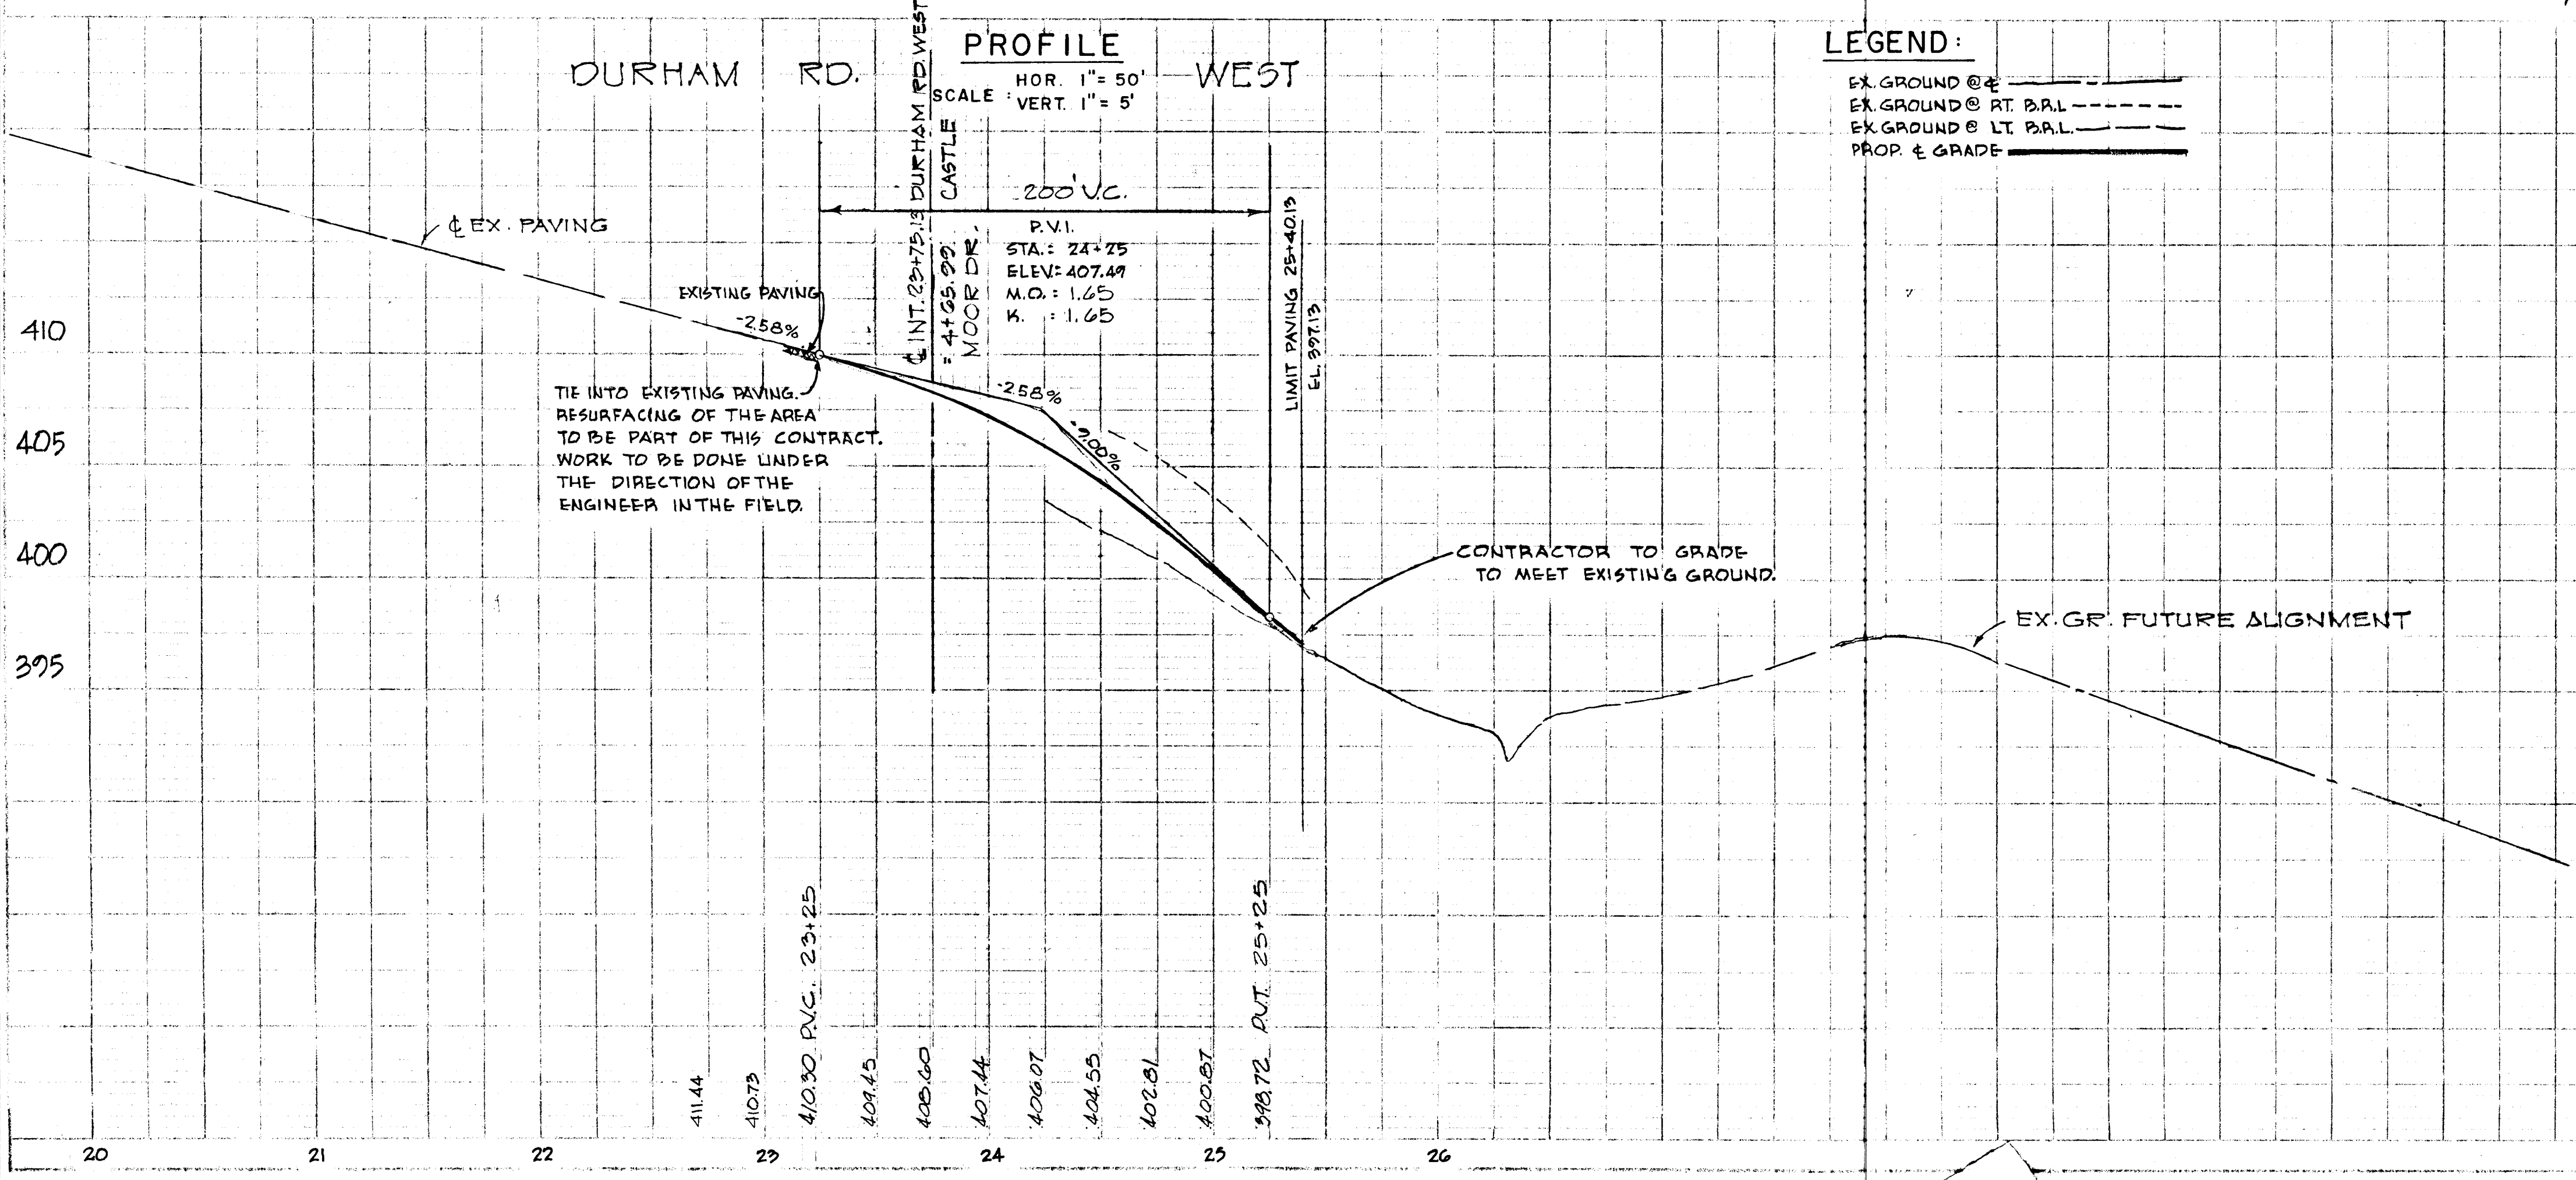 PROFILE
DURHAM RD. WEST
SCALE : HOR. 1"= 50'
VERT. 1"= 5'
LEGEND:
EX. GROUND @ ℄
EX. GROUND @ RT. B.R.L
EX. GROUND @ LT. B.R.L.
PROP. ℄ GRADE
℄ INT. 23+75.13 DURHAM RD. WEST
= 4+65.99 CASTLE
MOOR DR.
200' V.C.
P.V.I.
STA.: 24+25
ELEV.: 407.49
M.O. : 1.65
K. : 1.65
LIMIT PAVING 25+40.13
EL. 397.13
℄ EX. PAVING
EXISTING PAVING
-2.58%
-2.58%
-9.00%
TIE INTO EXISTING PAVING.
RESURFACING OF THE AREA
TO BE PART OF THIS CONTRACT.
WORK TO BE DONE UNDER
THE DIRECTION OF THE
ENGINEER IN THE FIELD.
CONTRACTOR TO GRADE
TO MEET EXISTING GROUND.
EX. GR. FUTURE ALIGNMENT
410
405
400
395
411.44
410.73
410.30 P.V.C. 23+25
409.45
408.60
407.44
406.07
404.55
402.81
400.87
398.72 P.V.T. 25+25
20 21 22 23 24 25 26